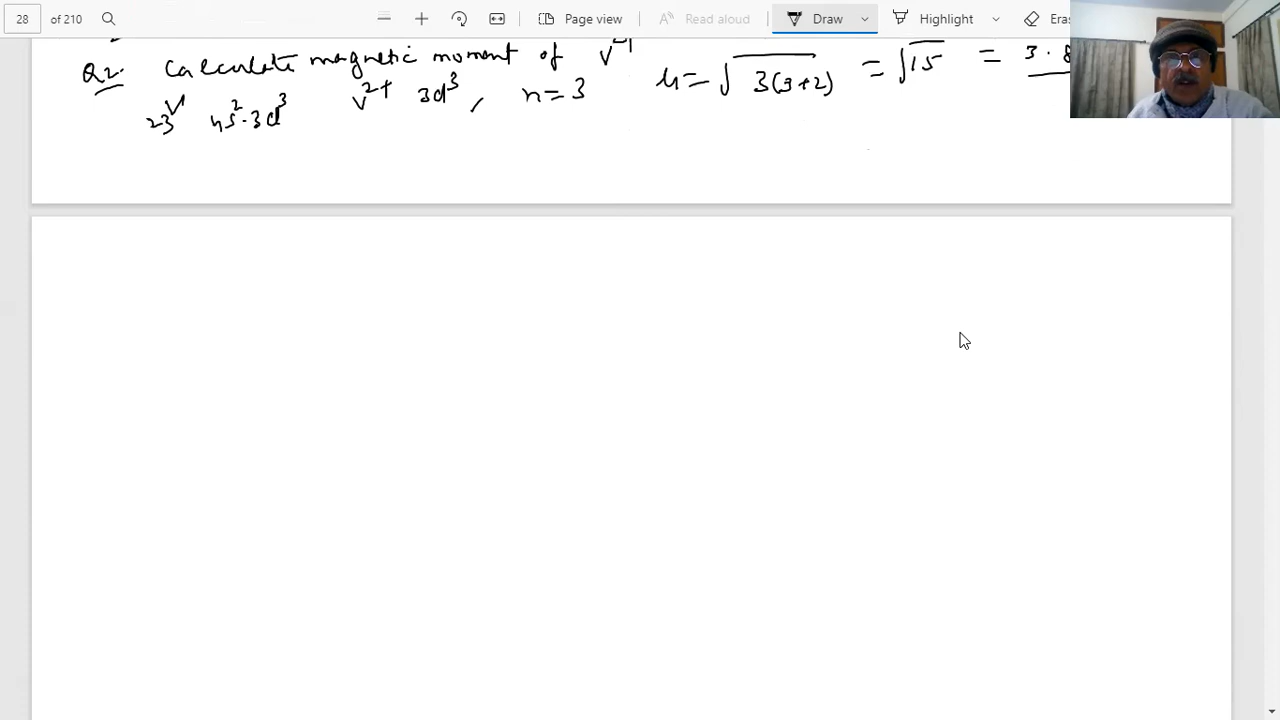 28 of 210 Page view Read aloud Draw Highlight Eras
Q2. Calculate magnetic moment of V²⁺
μ = √3(3+2) = √15 = 3.8
₂₃V 4s².3d³ V²⁺ 3d³, n = 3